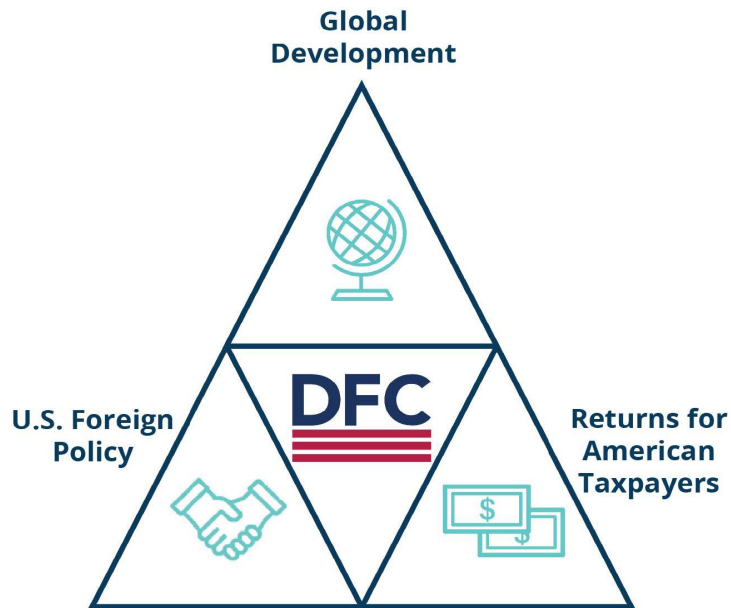 Global
Development
DFC
U.S. Foreign
Policy
Returns for
American
Taxpayers
$
$